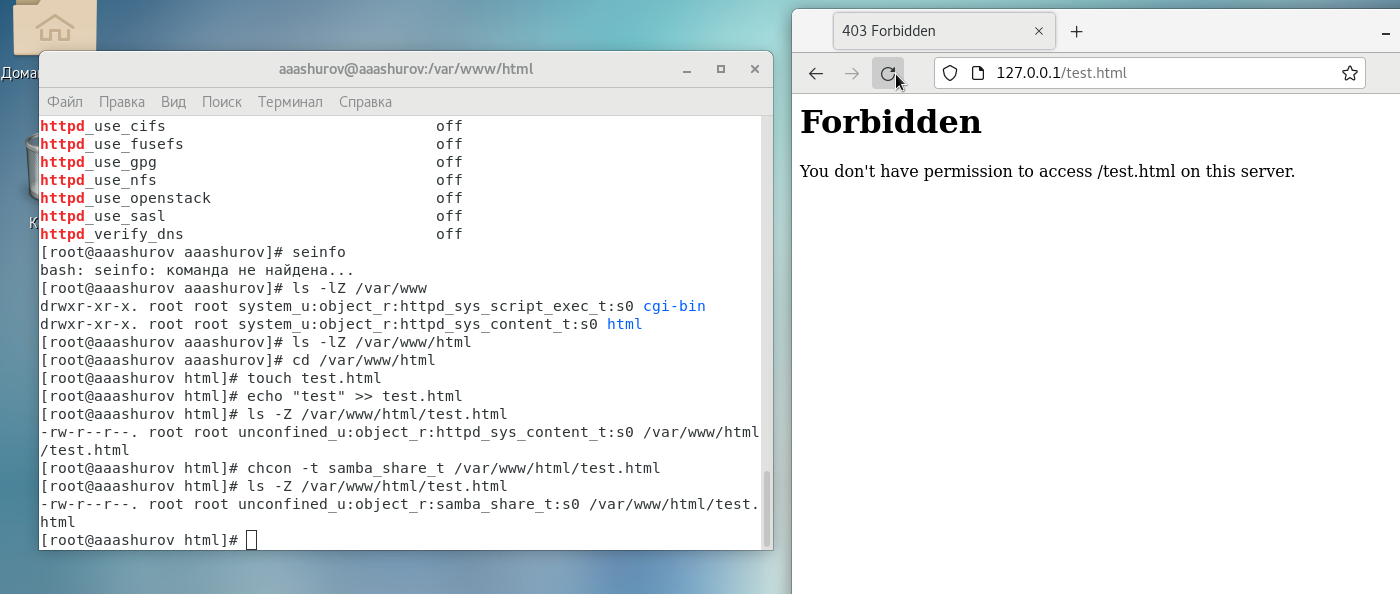 Дома
К
aaashurov@aaashurov:/var/www/html
Файл Правка Вид Поиск Терминал Справка
httpd_use_cifs off
httpd_use_fusefs off
httpd_use_gpg off
httpd_use_nfs off
httpd_use_openstack off
httpd_use_sasl off
httpd_verify_dns off
[root@aaashurov aaashurov]# seinfo
bash: seinfo: команда не найдена...
[root@aaashurov aaashurov]# ls -lZ /var/www
drwxr-xr-x. root root system_u:object_r:httpd_sys_script_exec_t:s0 cgi-bin
drwxr-xr-x. root root system_u:object_r:httpd_sys_content_t:s0 html
[root@aaashurov aaashurov]# ls -lZ /var/www/html
[root@aaashurov aaashurov]# cd /var/www/html
[root@aaashurov html]# touch test.html
[root@aaashurov html]# echo "test" >> test.html
[root@aaashurov html]# ls -Z /var/www/html/test.html
-rw-r--r--. root root unconfined_u:object_r:httpd_sys_content_t:s0 /var/www/html
/test.html
[root@aaashurov html]# chcon -t samba_share_t /var/www/html/test.html
[root@aaashurov html]# ls -Z /var/www/html/test.html
-rw-r--r--. root root unconfined_u:object_r:samba_share_t:s0 /var/www/html/test.
html
[root@aaashurov html]#
403 Forbidden
127.0.0.1/test.html
Forbidden
You don't have permission to access /test.html on this server.